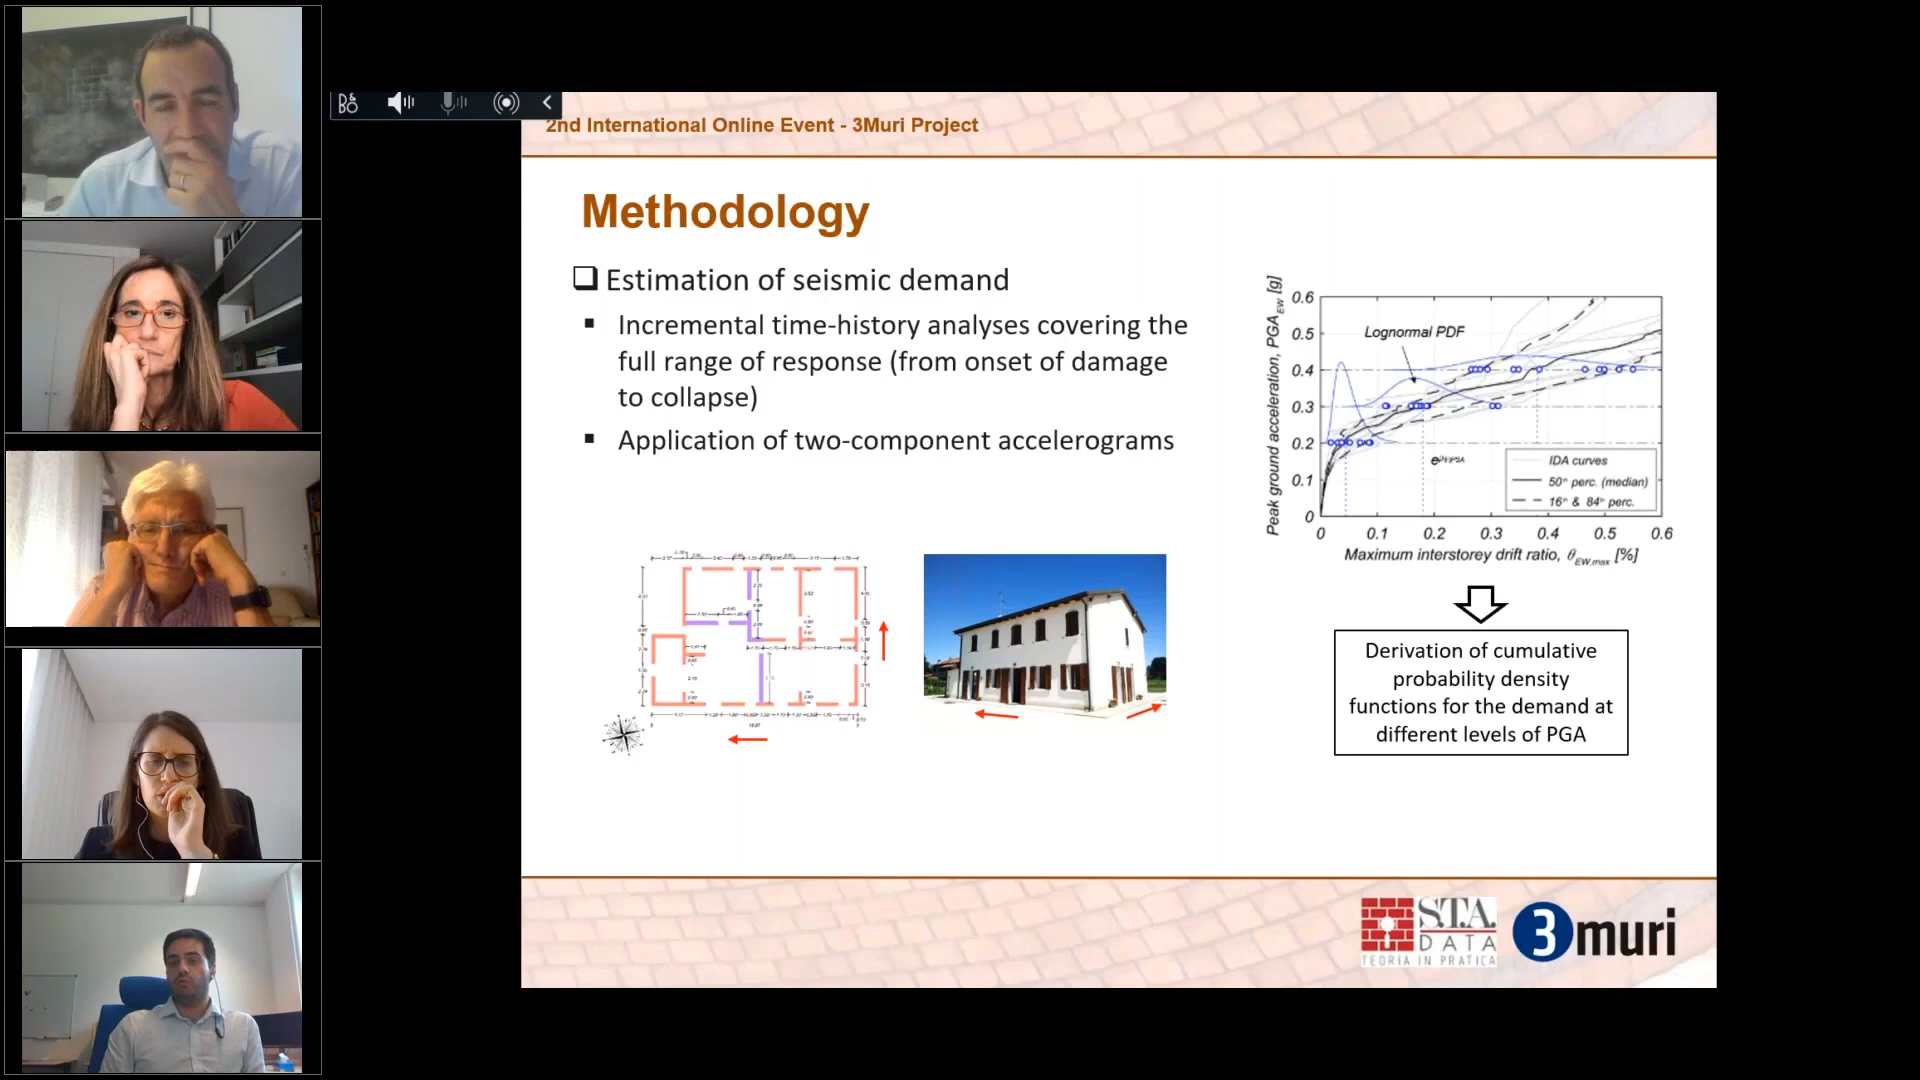 2nd International Online Event - 3Muri Project
Methodology
Estimation of seismic demand
Incremental time-history analyses covering the
full range of response (from onset of damage
to collapse)
Application of two-component accelerograms
Peak ground acceleration, PGA EW [g]
0.6
0.5
0.4
0.3
0.2
0.1
0
Lognormal PDF
IDA curves
50th perc. (median)
16th & 84th perc.
0 0.1 0.2 0.3 0.4 0.5 0.6
Maximum interstorey drift ratio, θEW,max [%]
Derivation of cumulative
probability density
functions for the demand at
different levels of PGA
S.T.A.
DATA
TEORIA IN PRATICA
3muri